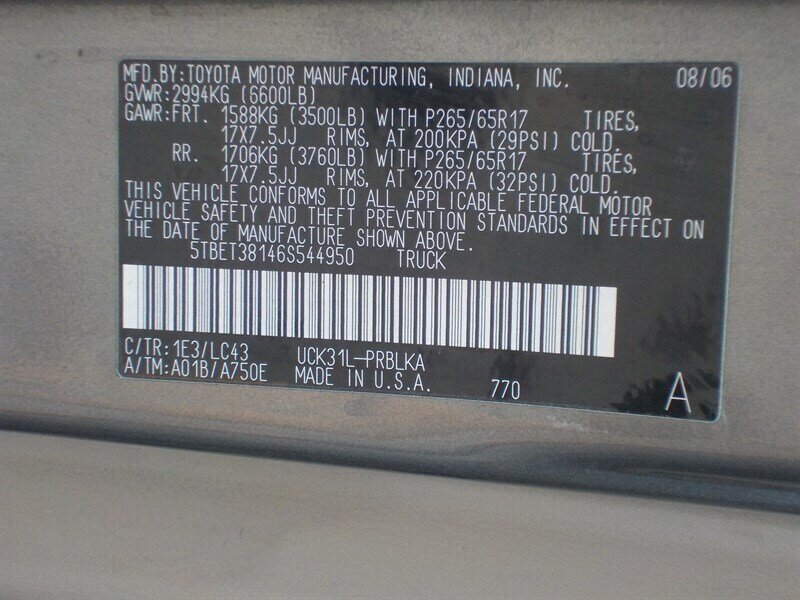 MFD.BY:TOYOTA MOTOR MANUFACTURING, INDIANA, INC. 08/06
GVWR:2994KG (6600LB)
GAWR:FRT. 1588KG (3500LB) WITH P265/65R17 TIRES,
17X7.5JJ RIMS, AT 200KPA (29PSI) COLD.
RR. 1706KG (3760LB) WITH P265/65R17 TIRES,
17X7.5JJ RIMS, AT 220KPA (32PSI) COLD.
THIS VEHICLE CONFORMS TO ALL APPLICABLE FEDERAL MOTOR
VEHICLE SAFETY AND THEFT PREVENTION STANDARDS IN EFFECT ON
THE DATE OF MANUFACTURE SHOWN ABOVE.
5TBET38146S544950 TRUCK
C/TR:1E3/LC43 UCK31L-PRBLKA
A/TM:A01B/A750E MADE IN U.S.A. 770 A